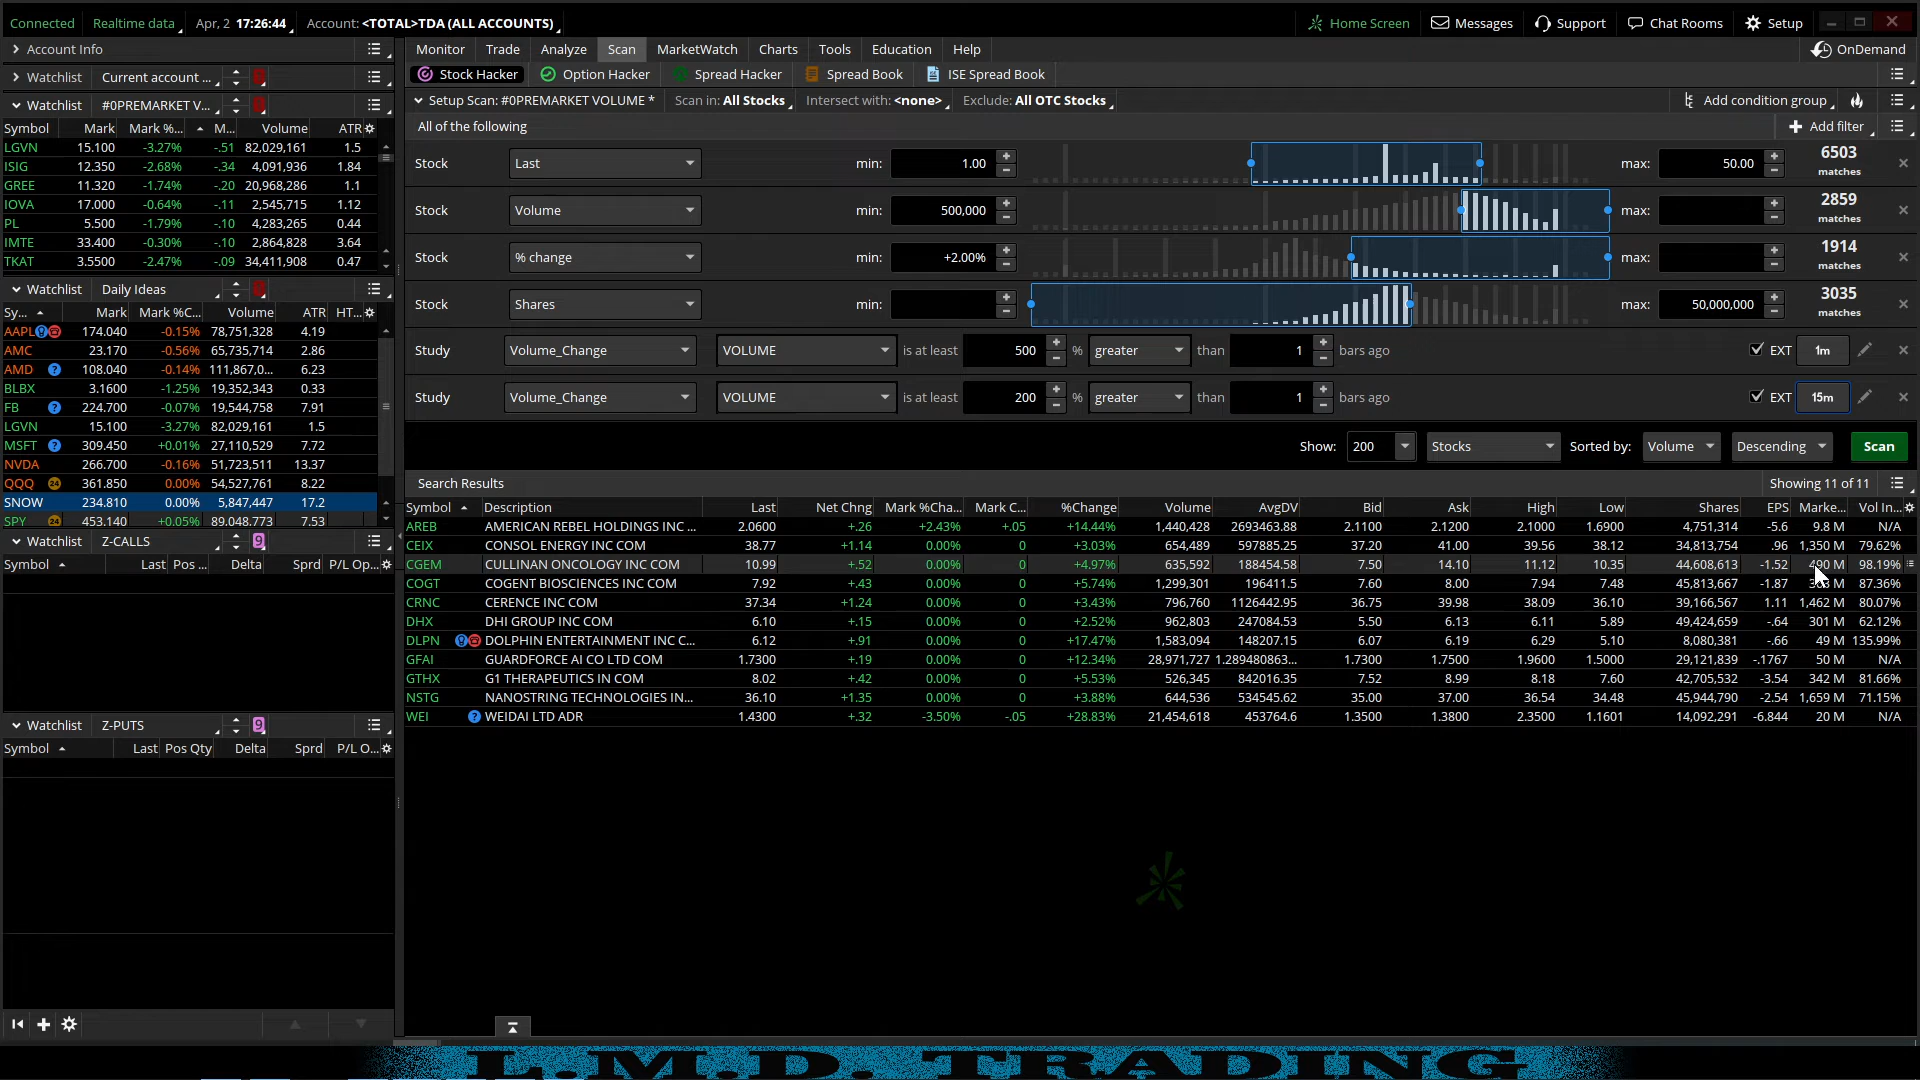 Connected Realtime data Apr, 2 17:26:44 Account: <TOTAL>TDA (ALL ACCOUNTS) Home Screen Messages Support Chat Rooms Setup
Account Info
Monitor Trade Analyze Scan MarketWatch Charts Tools Education Help OnDemand
Watchlist Current account ...
Stock Hacker Option Hacker Spread Hacker Spread Book ISE Spread Book
Watchlist #0PREMARKET V...
Setup Scan: #0PREMARKET VOLUME * Scan in: All Stocks Intersect with: <none> Exclude: All OTC Stocks Add condition group
All of the following Add filter
Symbol Mark Mark %... M... Volume ATR
LGVN 15.100 -3.27% -.51 82,029,161 1.5
ISIG 12.350 -2.68% -.34 4,091,936 1.84
GREE 11.320 -1.74% -.20 20,968,286 1.1
IOVA 17.000 -0.64% -.11 2,545,715 1.12
PL 5.500 -1.79% -.10 4,283,265 0.44
IMTE 33.400 -0.30% -.10 2,864,828 3.64
TKAT 3.5500 -2.47% -.09 34,411,908 0.47
Stock Last min: 1.00 max: 50.00 6503 matches
Stock Volume min: 500,000 max: 2859 matches
Stock % change min: +2.00% max: 1914 matches
Stock Shares min: max: 50,000,000 3035 matches
Study Volume_Change VOLUME is at least 500 % greater than 1 bars ago EXT 1m
Study Volume_Change VOLUME is at least 200 % greater than 1 bars ago EXT 15m
Show: 200 Stocks Sorted by: Volume Descending Scan
Watchlist Daily Ideas
Sy... Mark Mark %C... Volume ATR HT...
AAPL 174.040 -0.15% 78,751,328 4.19
AMC 23.170 -0.56% 65,735,714 2.86
AMD ? 108.040 -0.14% 111,867,0... 6.23
BLBX 3.1600 -1.25% 19,352,343 0.33
FB ? 224.700 -0.07% 19,544,758 7.91
LGVN 15.100 -3.27% 82,029,161 1.5
MSFT ? 309.450 +0.01% 27,110,529 7.72
NVDA 266.700 -0.16% 51,723,511 13.37
QQQ 24 361.850 0.00% 54,527,761 8.22
SNOW 234.810 0.00% 5,847,447 17.2
SPY 24 453.140 +0.05% 89,048,773 7.53
Watchlist Z-CALLS 9
Symbol Last Pos ... Delta Sprd P/L Op...
Watchlist Z-PUTS 9
Symbol Last Pos Qty Delta Sprd P/L O...
Search Results Showing 11 of 11
Symbol Description Last Net Chng Mark %Cha... Mark C... %Change Volume AvgDV Bid Ask High Low Shares EPS Marke... Vol In...
AREB AMERICAN REBEL HOLDINGS INC ... 2.0600 +.26 +2.43% +.05 +14.44% 1,440,428 2693463.88 2.1100 2.1200 2.1000 1.6900 4,751,314 -5.6 9.8 M N/A
CEIX CONSOL ENERGY INC COM 38.77 +1.14 0.00% 0 +3.03% 654,489 597885.25 37.20 41.00 39.56 38.12 34,813,754 .96 1,350 M 79.62%
CGEM CULLINAN ONCOLOGY INC COM 10.99 +.52 0.00% 0 +4.97% 635,592 188454.58 7.50 14.10 11.12 10.35 44,608,613 -1.52 490 M 98.19%
COGT COGENT BIOSCIENCES INC COM 7.92 +.43 0.00% 0 +5.74% 1,299,301 196411.5 7.60 8.00 7.94 7.48 45,813,667 -1.87 M 87.36%
CRNC CERENCE INC COM 37.34 +1.24 0.00% 0 +3.43% 796,760 1126442.95 36.75 39.98 38.09 36.10 39,166,567 1.11 1,462 M 80.07%
DHX DHI GROUP INC COM 6.10 +.15 0.00% 0 +2.52% 962,803 247084.53 5.50 6.13 6.11 5.89 49,424,659 -.64 301 M 62.12%
DLPN DOLPHIN ENTERTAINMENT INC C... 6.12 +.91 0.00% 0 +17.47% 1,583,094 148207.15 6.07 6.19 6.29 5.10 8,080,381 -.66 49 M 135.99%
GFAI GUARDFORCE AI CO LTD COM 1.7300 +.19 0.00% 0 +12.34% 28,971,727 1.289480863... 1.7300 1.7500 1.9600 1.5000 29,121,839 -.1767 50 M N/A
GTHX G1 THERAPEUTICS IN COM 8.02 +.42 0.00% 0 +5.53% 526,345 842016.35 7.52 8.99 8.18 7.60 42,705,532 -3.54 342 M 81.66%
NSTG NANOSTRING TECHNOLOGIES IN... 36.10 +1.35 0.00% 0 +3.88% 644,536 534545.62 35.00 37.00 36.54 34.48 45,944,790 -2.54 1,659 M 71.15%
WEI ? WEIDAI LTD ADR 1.4300 +.32 -3.50% -.05 +28.83% 21,454,618 453764.6 1.3500 1.3800 2.3500 1.1601 14,092,291 -6.844 20 M N/A
I.M.D. TRADING